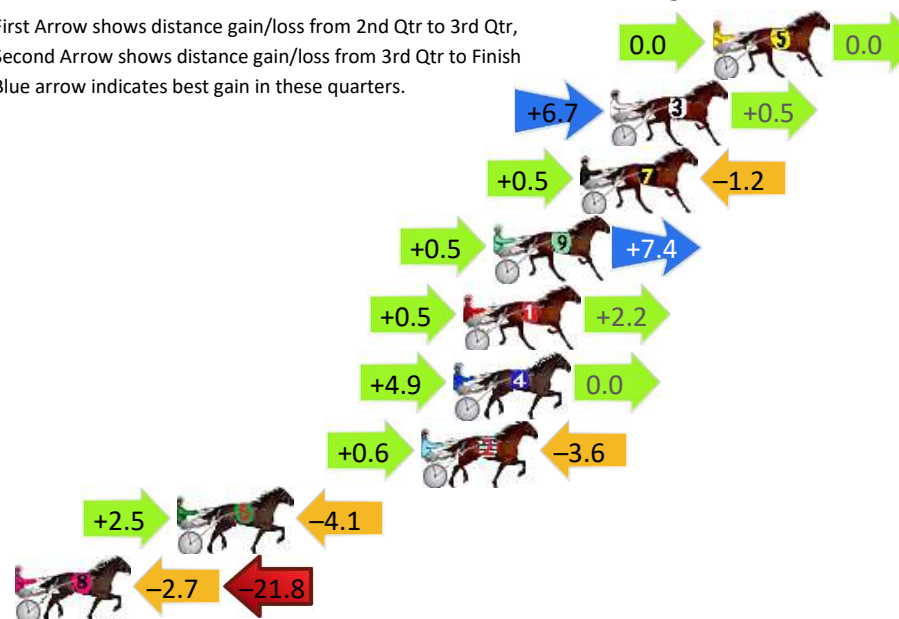 First Arrow shows distance gain/loss from 2nd Qtr to 3rd Qtr,
Second Arrow shows distance gain/loss from 3rd Qtr to Finish
Blue arrow indicates best gain in these quarters.
0.0 5 0.0
+6.7 3 +0.5
+0.5 7 –1.2
+0.5 9 +7.4
+0.5 1 +2.2
+4.9 4 0.0
+0.6 2 –3.6
+2.5 6 –4.1
8 –2.7 –21.8